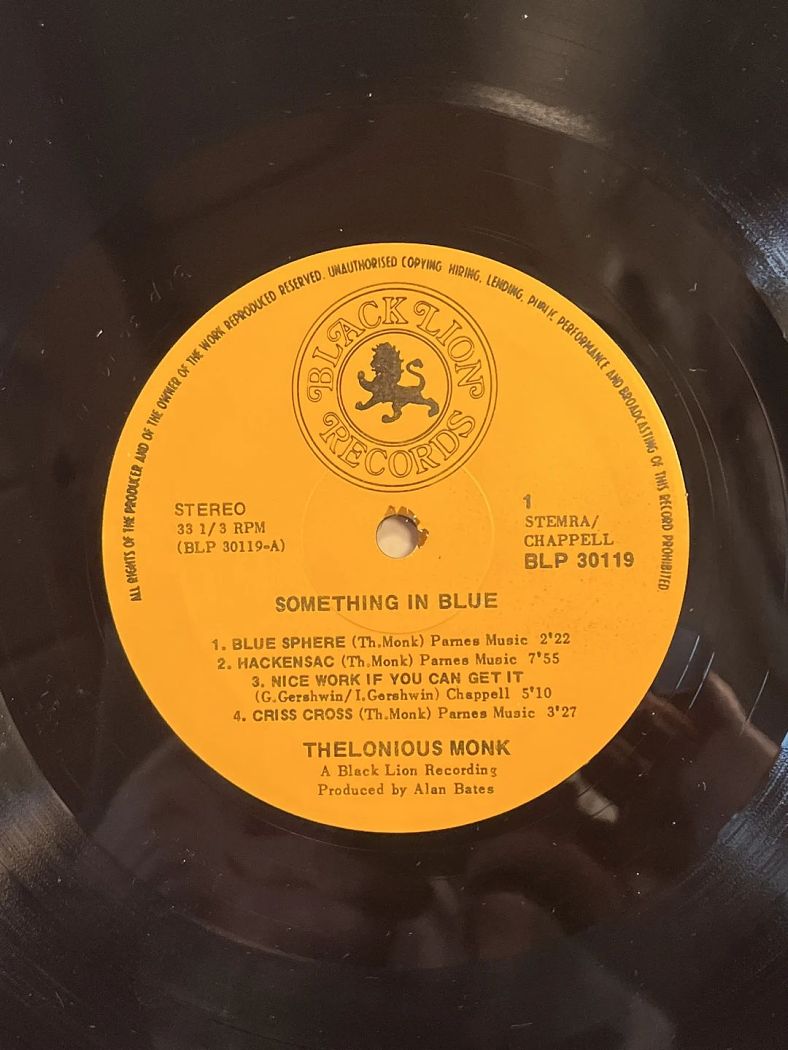 ALL RIGHTS OF THE PRODUCER AND OF THE OWNER OF THE WORK REPRODUCED RESERVED. UNAUTHORISED COPYING, HIRING, LENDING, PUBLIC PERFORMANCE AND BROADCASTING OF THIS RECORD PROHIBITED
BLACK LION
RECORDS
STEREO
33 1/3 RPM
(BLP 30119-A)
1
STEMRA/
CHAPPELL
BLP 30119
SOMETHING IN BLUE
1. BLUE SPHERE (Th.Monk) Parnes Music 2'22
2. HACKENSAC (Th.Monk) Parnes Music 7'55
3. NICE WORK IF YOU CAN GET IT
(G.Gershwin/I.Gershwin) Chappell 5'10
4. CRISS CROSS (Th.Monk) Parnes Music 3'27
THELONIOUS MONK
A Black Lion Recording
Produced by Alan Bates